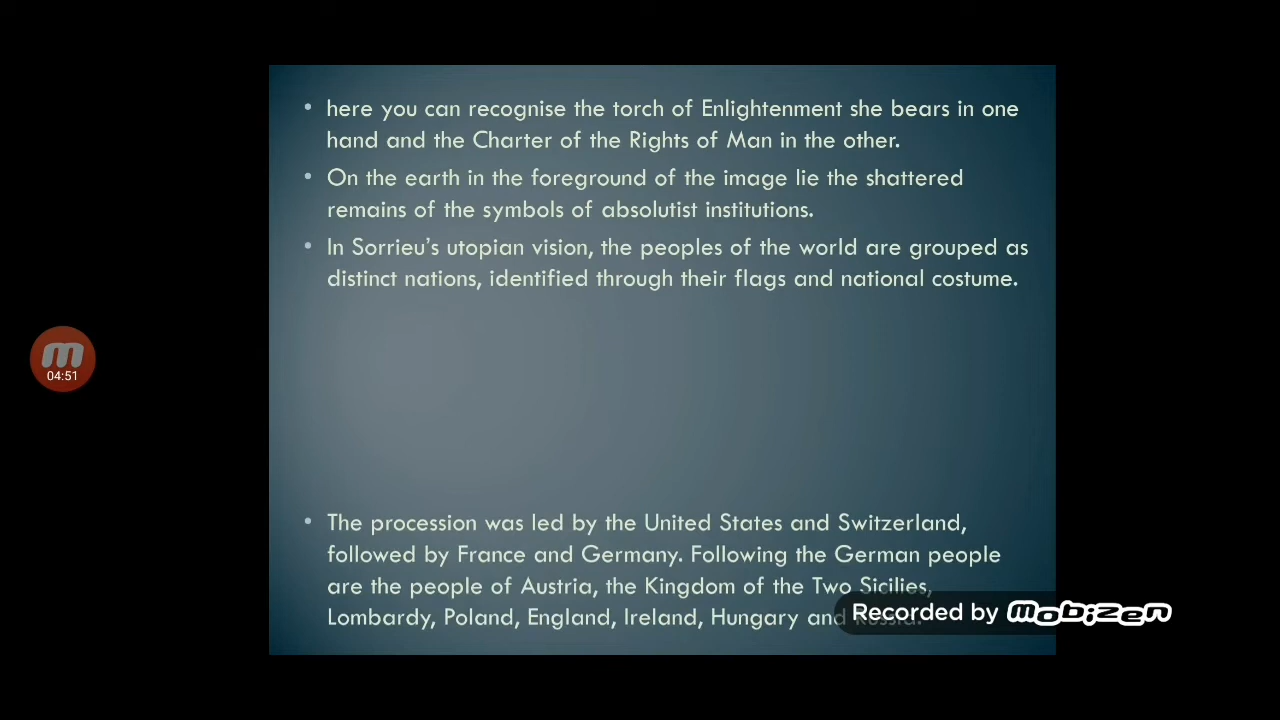 • here you can recognise the torch of Enlightenment she bears in one
hand and the Charter of the Rights of Man in the other.
• On the earth in the foreground of the image lie the shattered
remains of the symbols of absolutist institutions.
• In Sorrieu’s utopian vision, the peoples of the world are grouped as
distinct nations, identified through their flags and national costume.
m
04:51
• The procession was led by the United States and Switzerland,
followed by France and Germany. Following the German people
are the people of Austria, the Kingdom of the Two Sicilies,
Lombardy, Poland, England, Ireland, Hungary and Russia.
Recorded by mobizen